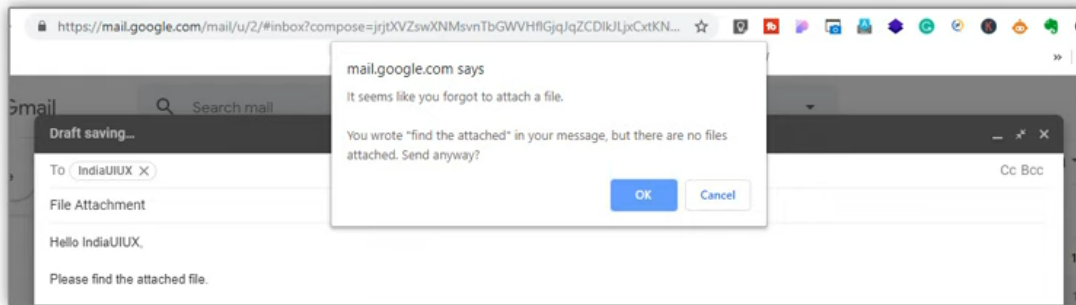 https://mail.google.com/mail/u/2/#inbox?compose=jrjtXVZswXNMsvnTbGWVHflGjqJqZCDlkJLjxCxtKN...
mail.google.com says
It seems like you forgot to attach a file.
You wrote "find the attached" in your message, but there are no files
attached. Send anyway?
OK Cancel
Gmail Search mail
Draft saving...
To IndiaUIUX Cc Bcc
File Attachment
Hello IndiaUIUX,
Please find the attached file.